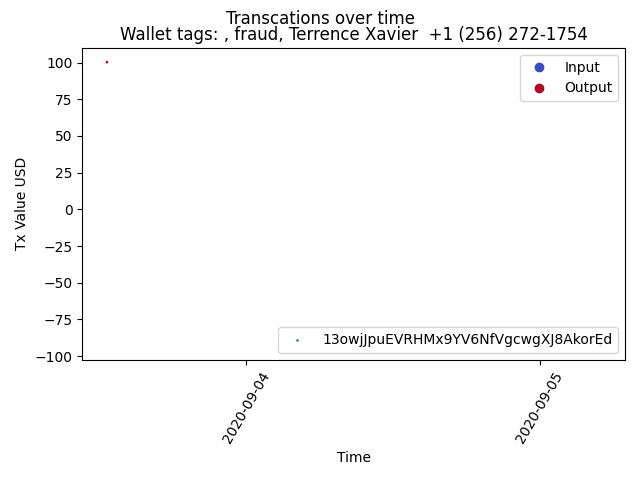 Transcations over time
Wallet tags: , fraud, Terrence Xavier  +1 (256) 272-1754
Input
Output
100
75
50
25
0
−25
−50
−75
−100
Tx Value USD
13owjJpuEVRHMx9YV6NfVgcwgXJ8AkorEd
2020-09-04
2020-09-05
Time